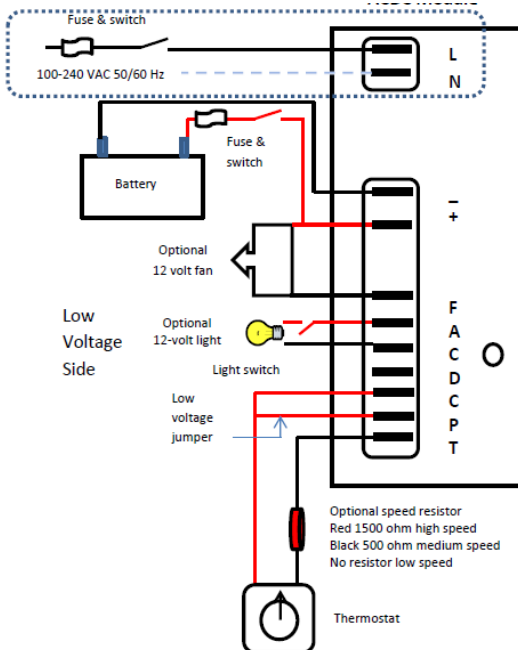 Fuse & switch
L
100-240 VAC 50/60 Hz
N
Fuse &
switch
Battery
–
+
Optional
12 volt fan
Low
Voltage
Side
Optional
12-volt light
Light switch
F
A
C
D
C
P
T
Low
voltage
jumper
Optional speed resistor
Red 1500 ohm high speed
Black 500 ohm medium speed
No resistor low speed
Thermostat